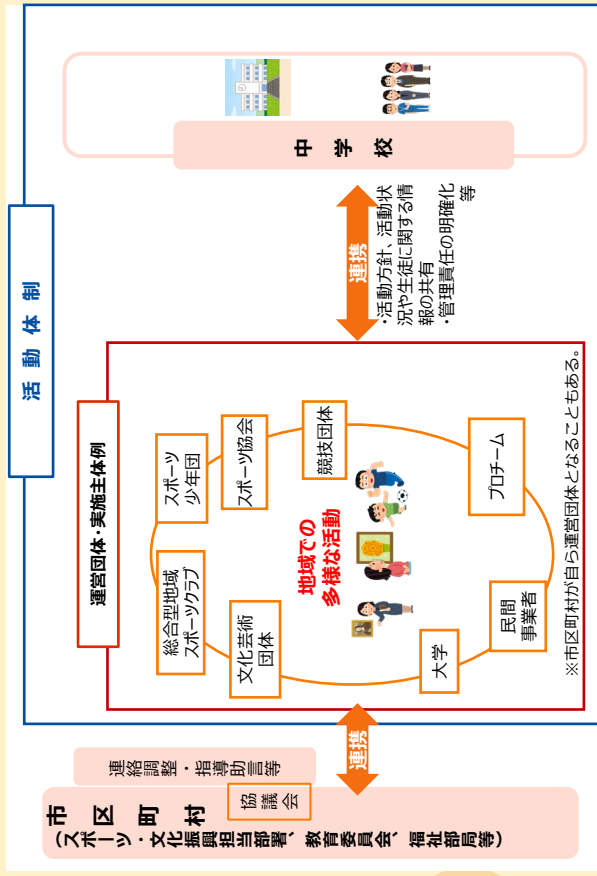 活動体制
市区町村
(スポーツ・文化振興担当部署、教育委員会、福祉部局等)
協議会
連絡調整・指導助言等
連携
運営団体・実施主体例
総合型地域
スポーツクラブ
スポーツ
少年団
スポーツ協会
競技団体
プロチーム
民間
事業者
大学
文化芸術
団体
地域での
多様な活動
※市区町村が自ら運営団体となることもある。
連携
・活動方針、活動状
況や生徒に関する情
報の共有
・管理責任の明確化
等
中学校